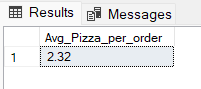 Results Messages
Avg_Pizza_per_order
1 2.32